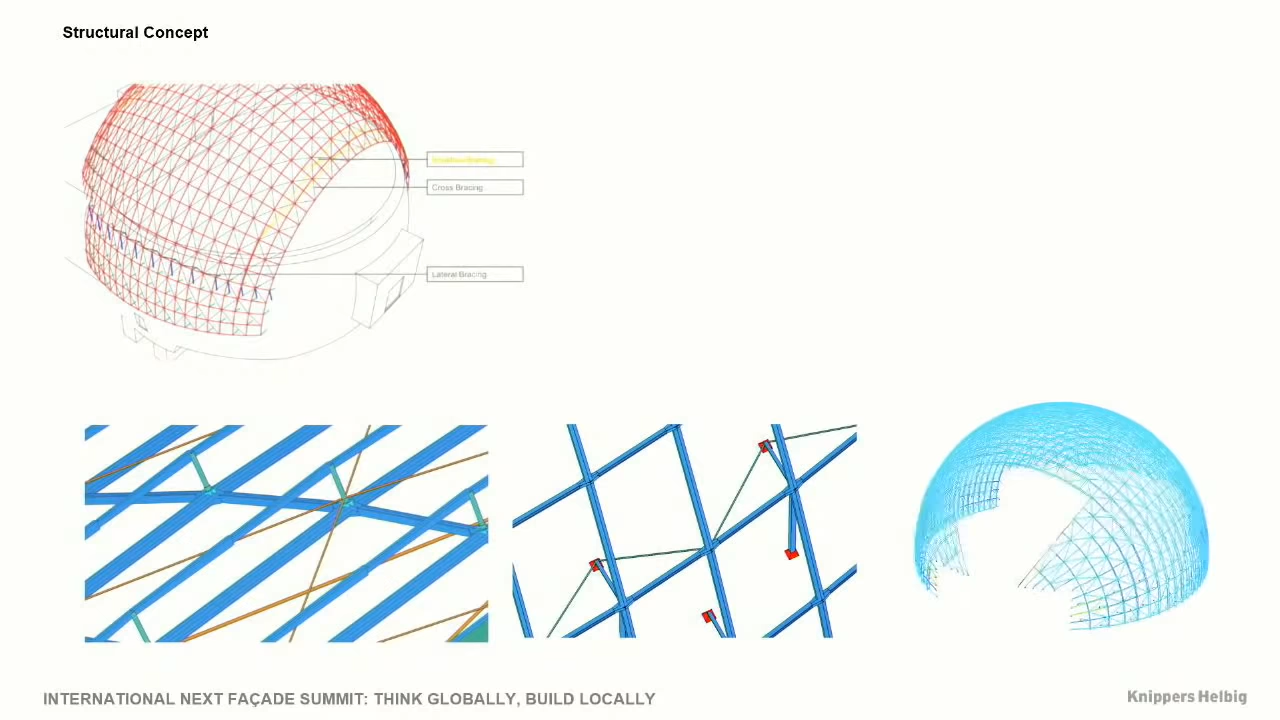 Structural Concept
Cross Bracing
Lateral Bracing
INTERNATIONAL NEXT FAÇADE SUMMIT: THINK GLOBALLY, BUILD LOCALLY
Knippers Helbig